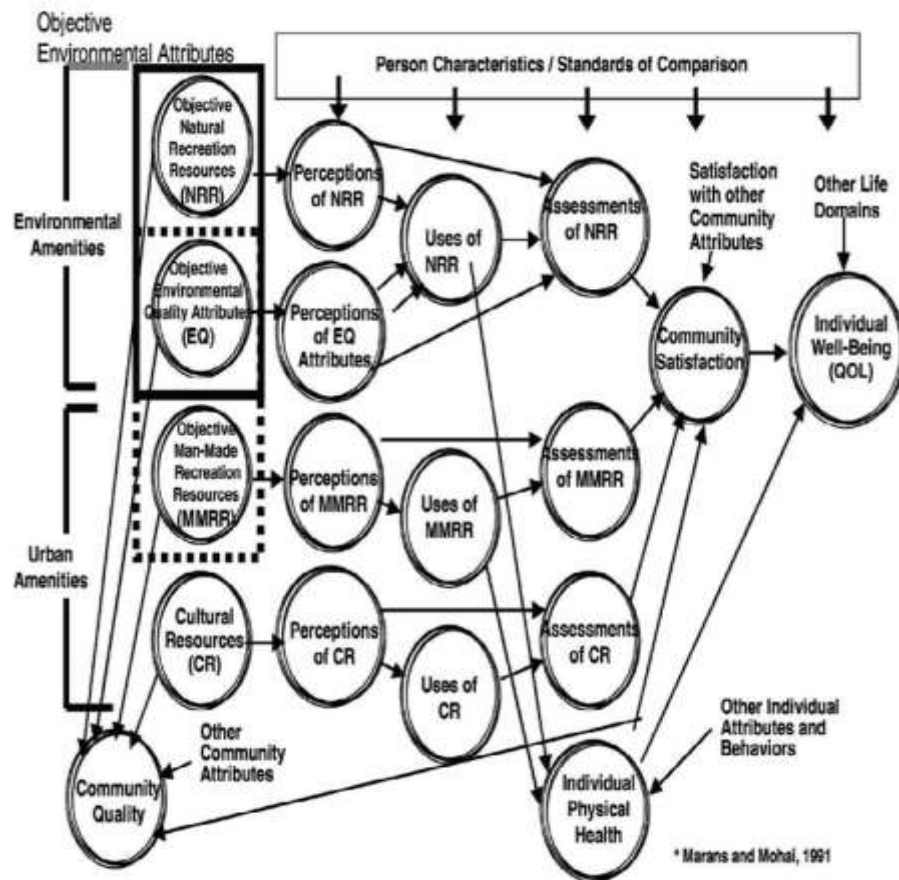 Objective
Environmental Attributes
Person Characteristics / Standards of Comparison
Objective
Natural
Recreation
Resources
(NRR)
Perceptions
of NRR
Uses of
NRR
Assessments
of NRR
Satisfaction
with other
Community
Attributes
Other Life
Domains
Environmental
Amenities
Objective
Environmental
Quality Attributes
(EQ)
Perceptions
of EQ
Attributes
Community
Satisfaction
Individual
Well-Being
(QOL)
Objective
Man-Made
Recreation
Resources
(MMRR)
Perceptions
of MMRR
Uses of
MMRR
Assessments
of MMRR
Urban
Amenities
Cultural
Resources
(CR)
Perceptions
of CR
Uses of
CR
Assessments
of CR
Other
Community
Attributes
Other Individual
Attributes and
Behaviors
Community
Quality
Individual
Physical
Health
* Marans and Mohai, 1991